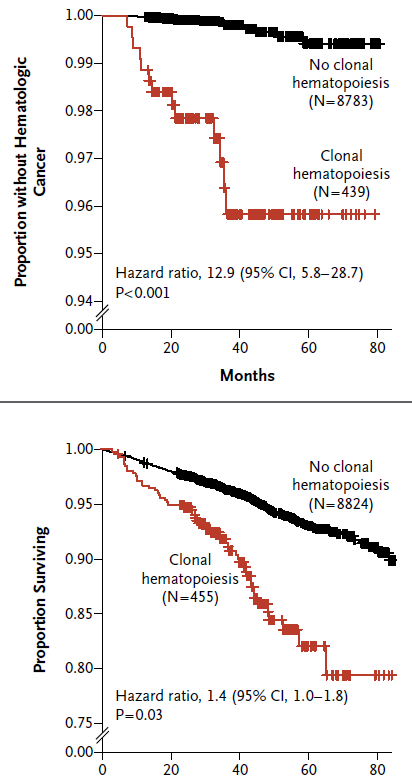 Proportion without Hematologic
Cancer
1.00
0.99
0.98
0.97
0.96
0.95
0.94
0.00
No clonal
hematopoiesis
(N=8783)
Clonal
hematopoiesis
(N=439)
Hazard ratio, 12.9 (95% CI, 5.8–28.7)
P<0.001
0 20 40 60 80
Months
Proportion Surviving
1.00
0.95
0.90
0.85
0.80
0.75
0.00
No clonal
hematopoiesis
(N=8824)
Clonal
hematopoiesis
(N=455)
Hazard ratio, 1.4 (95% CI, 1.0–1.8)
P=0.03
0 20 40 60 80